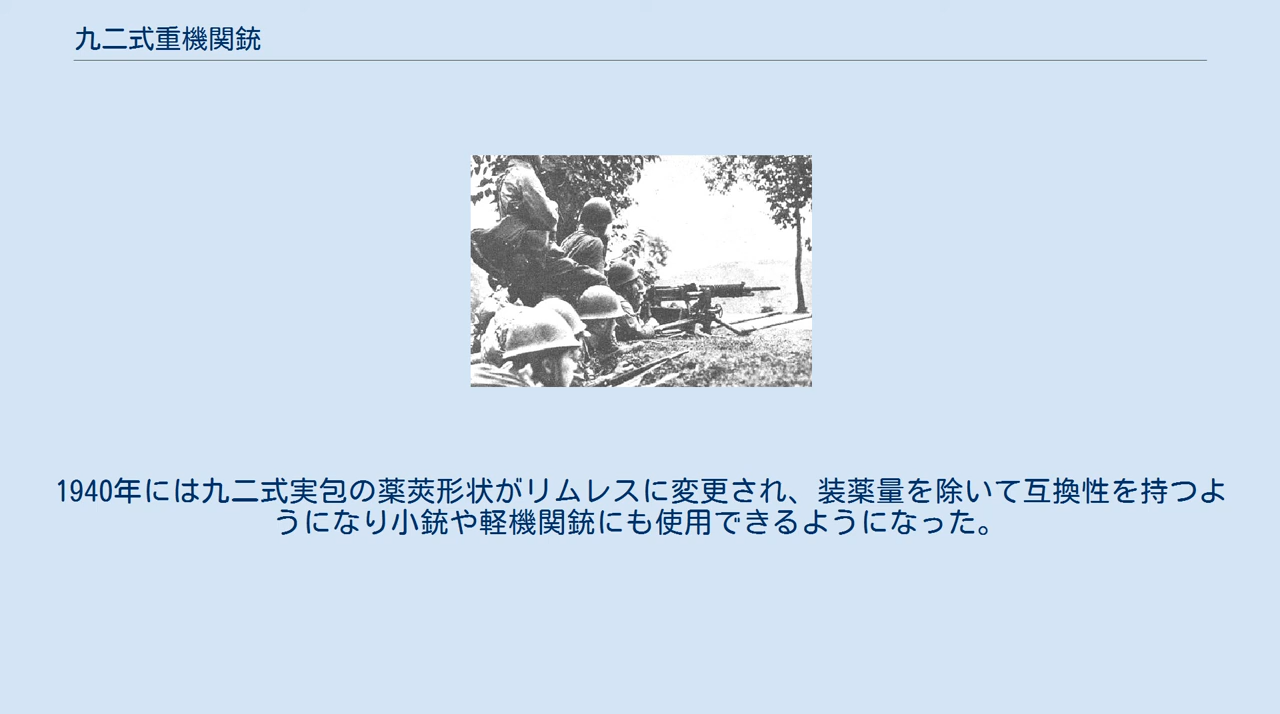 九二式重機関銃
1940年には九二式実包の薬莢形状がリムレスに変更され、装薬量を除いて互換性を持つよ
うになり小銃や軽機関銃にも使用できるようになった。